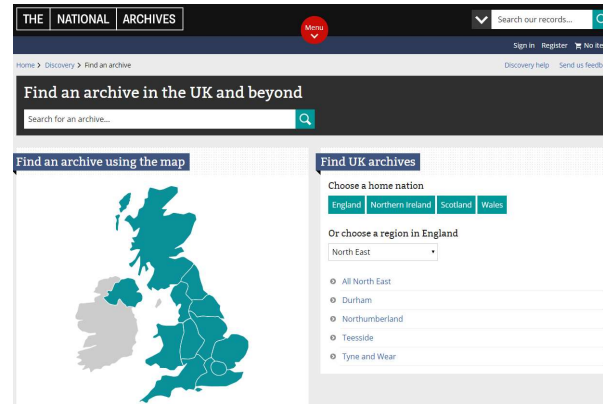 THE NATIONAL ARCHIVES
Menu
Search our records...
Sign in Register No ite
Home > Discovery > Find an archive
Discovery help Send us feedb
Find an archive in the UK and beyond
Search for an archive...
Find an archive using the map
Find UK archives
Choose a home nation
England Northern Ireland Scotland Wales
Or choose a region in England
North East
All North East
Durham
Northumberland
Teesside
Tyne and Wear